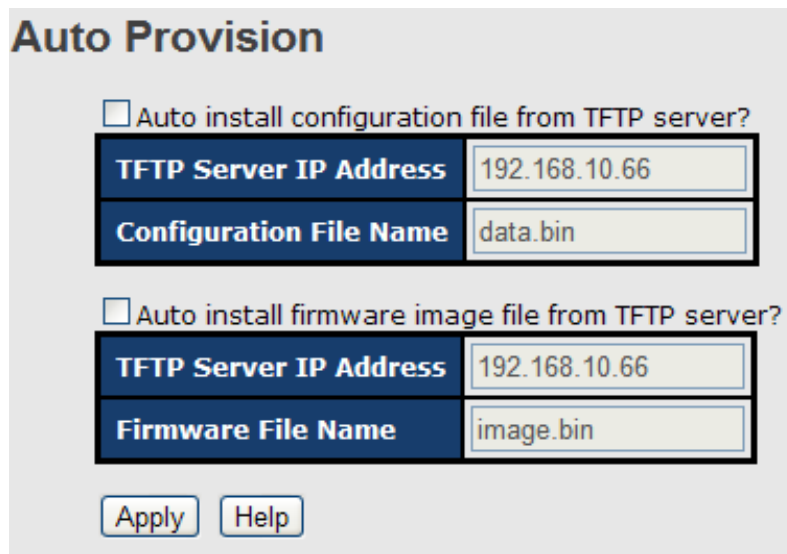 Auto Provision
Auto install configuration file from TFTP server?
TFTP Server IP Address 192.168.10.66
Configuration File Name data.bin
Auto install firmware image file from TFTP server?
TFTP Server IP Address 192.168.10.66
Firmware File Name image.bin
Apply Help